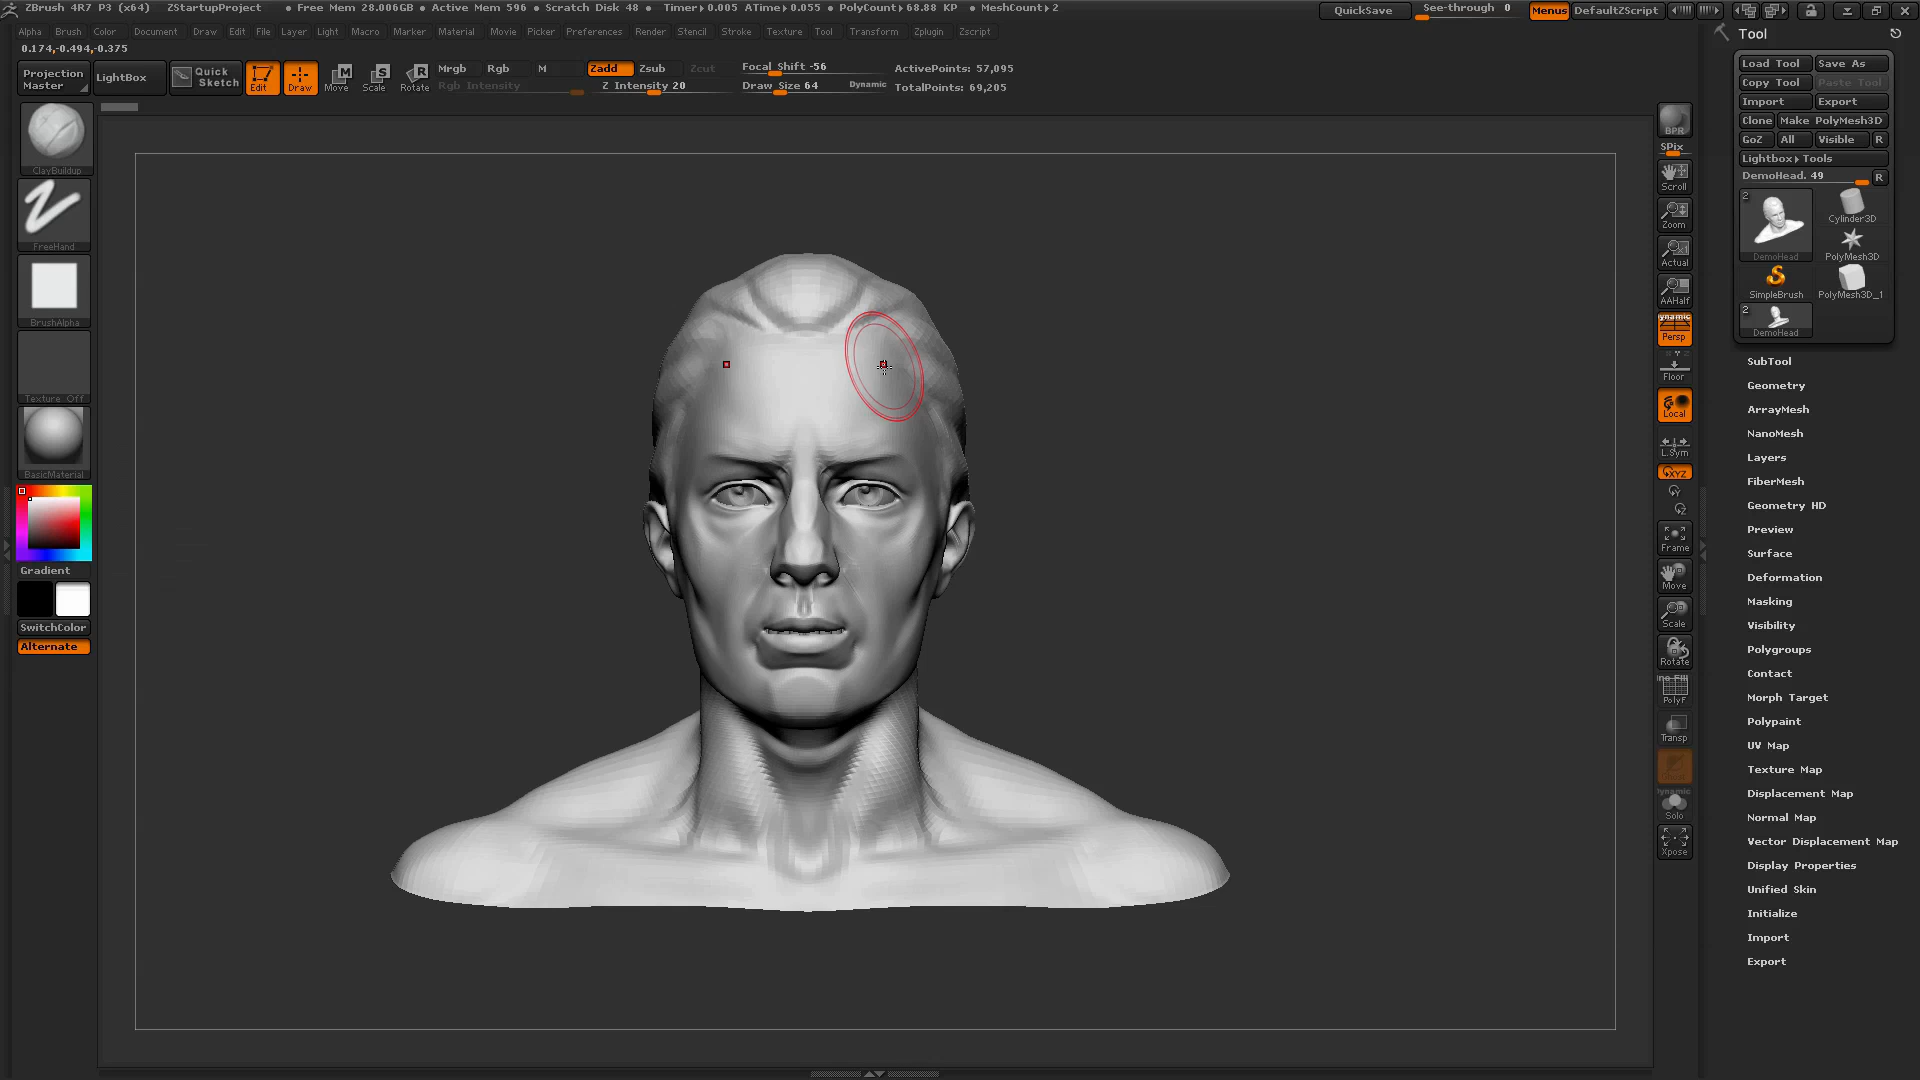 ZBrush 4R7 P3 (x64) ZStartupProject • Free Mem 28.006GB • Active Mem 596 • Scratch Disk 48 • Timer▸0.005 ATime▸0.055 • PolyCount▸68.88 KP • MeshCount▸2 QuickSave See-through 0 Menus DefaultZScript
Alpha Brush Color Document Draw Edit File Layer Light Macro Marker Material Movie Picker Preferences Render Stencil Stroke Texture Tool Transform Zplugin Zscript
0.174,-0.494,-0.375
Projection Master
LightBox
Quick Sketch
Edit
Draw
Move
Scale
Rotate
Mrgb Rgb M
Rgb Intensity
Zadd Zsub Zcut
Z Intensity 20
Focal Shift -56
Draw Size 64 Dynamic
ActivePoints: 57,095
TotalPoints: 69,205
ClayBuildup
FreeHand
BrushAlpha
Texture Off
BasicMaterial
Gradient
SwitchColor
Alternate
BPR
SPix
Scroll
Zoom
Actual
AAHalf
Persp
Floor
Local
L.Sym
XYZ
Frame
Move
Scale
Rotate
PolyF
Transp
Dynamic
Solo
Xpose
Tool
Load Tool Save As
Copy Tool Paste Tool
Import Export
Clone Make PolyMesh3D
GoZ All Visible R
Lightbox▸Tools
DemoHead. 49 R
2
DemoHead
Cylinder3D
PolyMesh3D
SimpleBrush
PolyMesh3D_1
2
DemoHead
SubTool
Geometry
ArrayMesh
NanoMesh
Layers
FiberMesh
Geometry HD
Preview
Surface
Deformation
Masking
Visibility
Polygroups
Contact
Morph Target
Polypaint
UV Map
Texture Map
Displacement Map
Normal Map
Vector Displacement Map
Display Properties
Unified Skin
Initialize
Import
Export